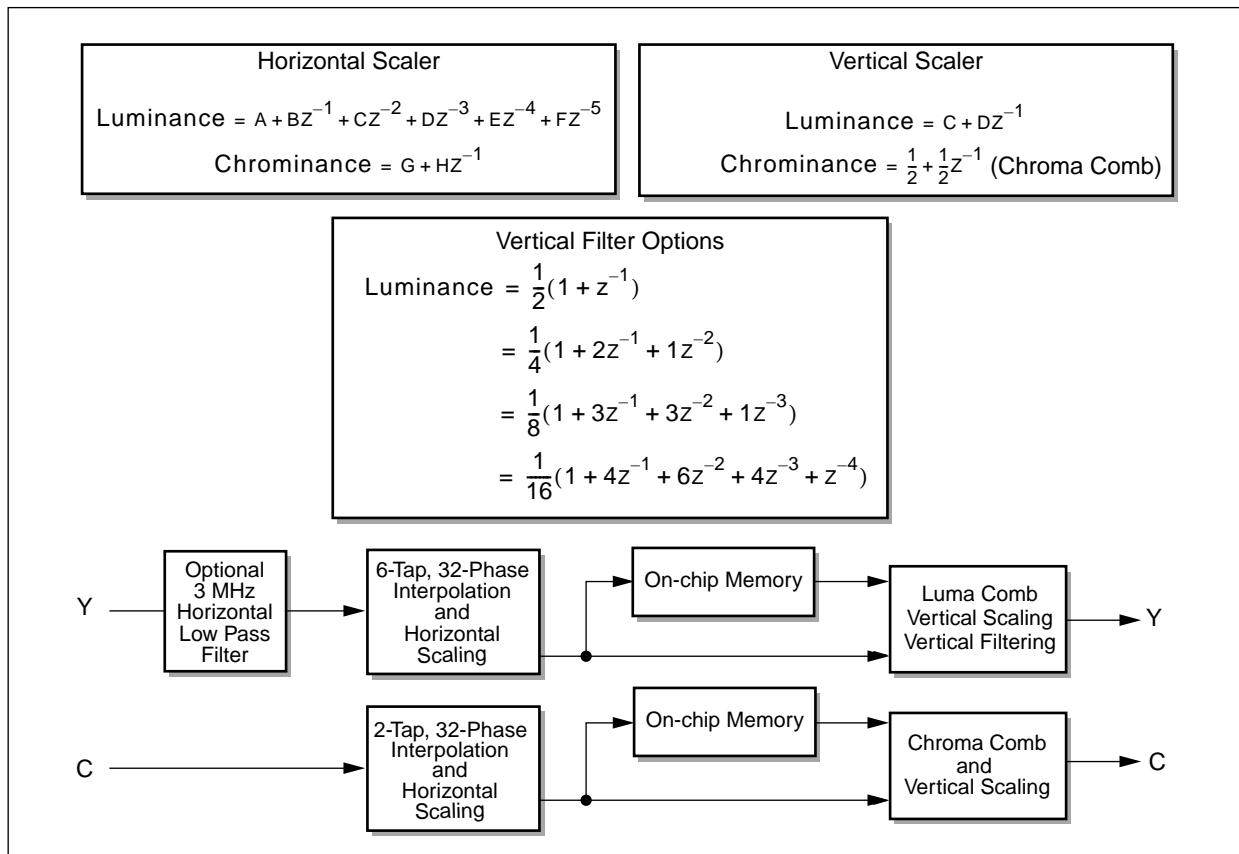 Horizontal Scaler
Luminance = A + BZ⁻¹ + CZ⁻² + DZ⁻³ + EZ⁻⁴ + FZ⁻⁵
Chrominance = G + HZ⁻¹
Vertical Scaler
Luminance = C + DZ⁻¹
Chrominance = 1/2 + 1/2 Z⁻¹ (Chroma Comb)
Vertical Filter Options
Luminance = 1/2 (1 + z⁻¹)
= 1/4 (1 + 2Z⁻¹ + 1Z⁻²)
= 1/8 (1 + 3Z⁻¹ + 3Z⁻² + 1Z⁻³)
= 1/16 (1 + 4Z⁻¹ + 6Z⁻² + 4Z⁻³ + Z⁻⁴)
Y
Optional
3 MHz
Horizontal
Low Pass
Filter
6-Tap, 32-Phase
Interpolation
and
Horizontal
Scaling
On-chip Memory
Luma Comb
Vertical Scaling
Vertical Filtering
Y
C
2-Tap, 32-Phase
Interpolation
and
Horizontal
Scaling
On-chip Memory
Chroma Comb
and
Vertical Scaling
C